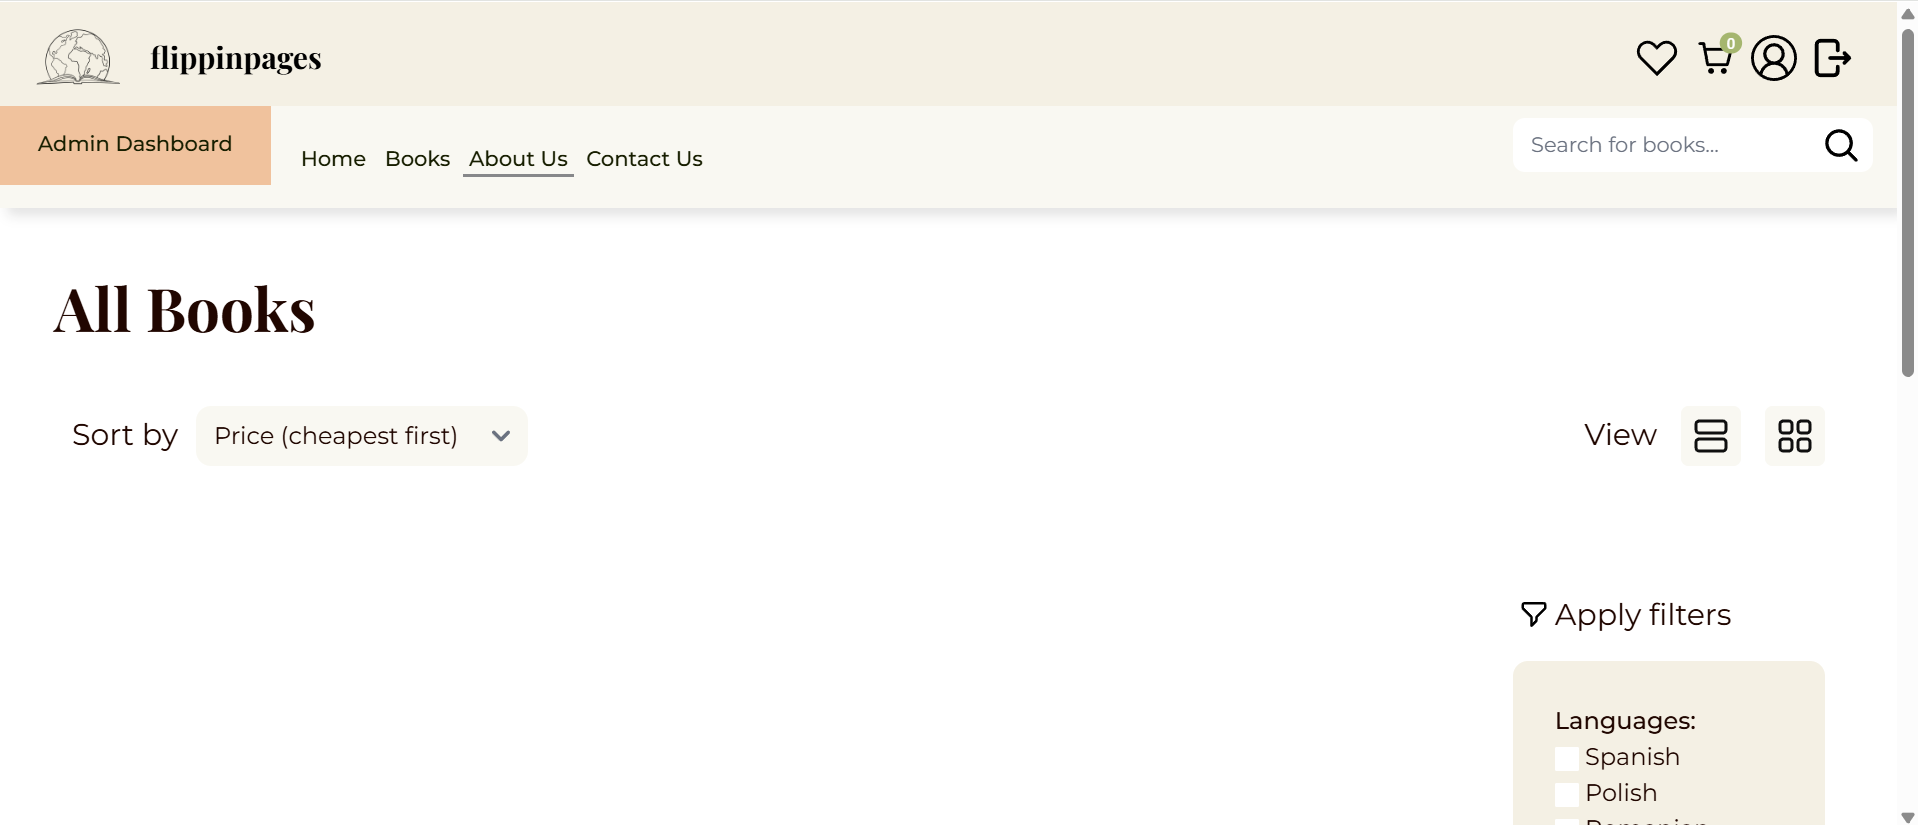 flippinpages
0
Admin Dashboard
Home Books About Us Contact Us
Search for books...
All Books
Sort by Price (cheapest first)
View
Apply filters
Languages:
Spanish
Polish